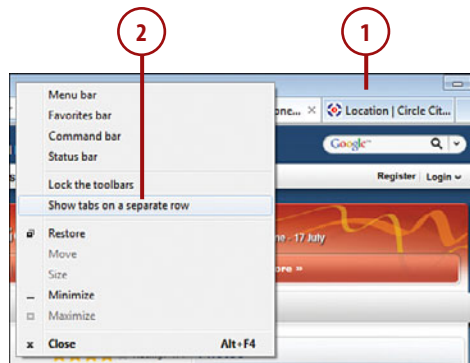 2
1
Menu bar
Favorites bar
Command bar
Status bar
Lock the toolbars
Show tabs on a separate row
Restore
Move
Size
Minimize
Maximize
Close Alt+F4
one...
Location | Circle Cit...
Google
Register Login
- 17 July
»